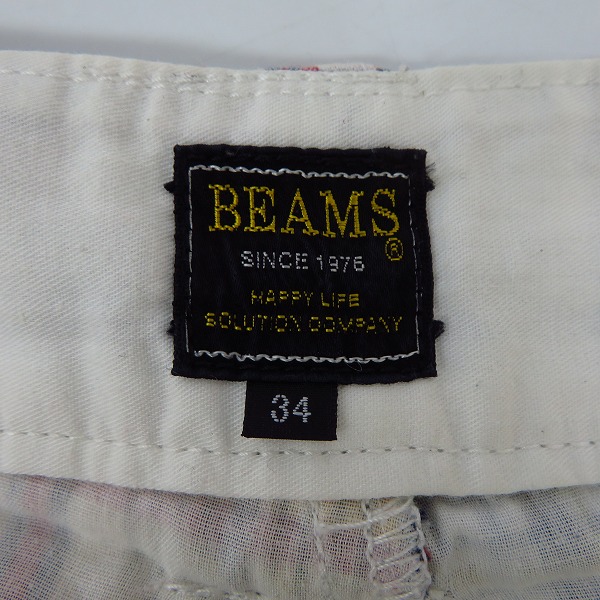 BEAMS®
SINCE 1976
HAPPY LIFE
SOLUTION COMPANY
34